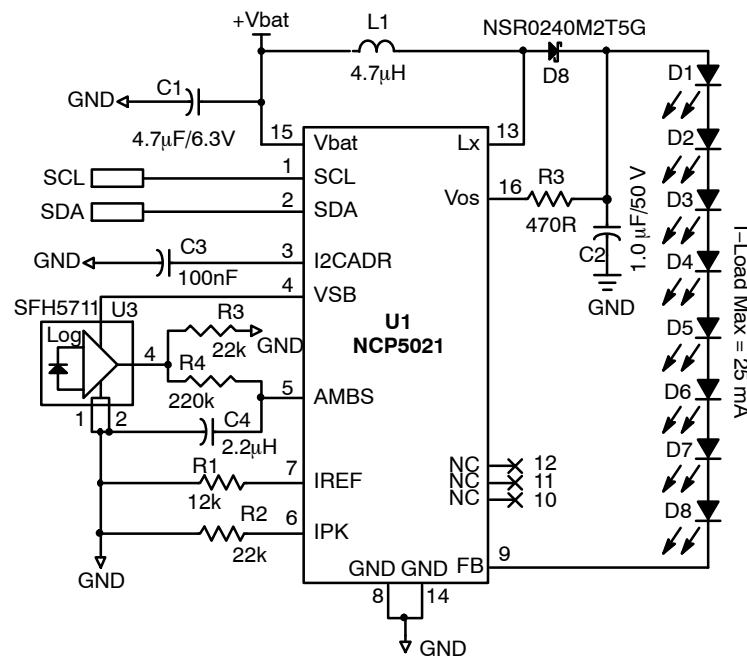 +Vbat
L1
4.7μH
NSR0240M2T5G
D8
GND
C1
4.7μF/6.3V
15
Vbat
Lx
13
SCL
1
SCL
SDA
2
SDA
Vos
16
R3
470R
C2
1.0 μF/50 V
GND
GND
C3
100nF
3
I2CADR
4
VSB
SFH5711
U3
Log
4
R3
22k
GND
R4
220k
5
AMBS
1
2
C4
2.2μH
U1
NCP5021
R1
12k
7
IREF
R2
22k
6
IPK
GND
NC
12
NC
11
NC
10
GND
GND
8
14
GND
FB
9
D1
D2
D3
D4
D5
D6
D7
D8
I-Load Max = 25 mA